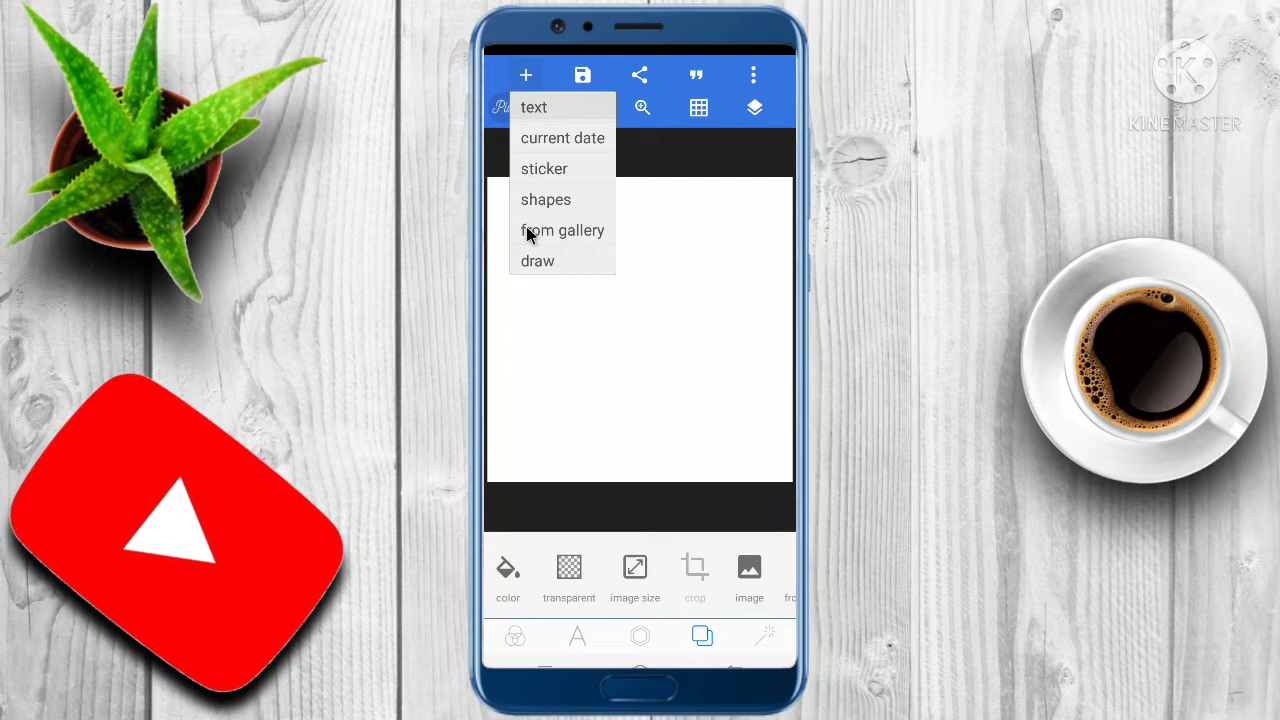 KINEMASTER
text
current date
sticker
shapes
from gallery
draw
color
transparent
image size
crop
image